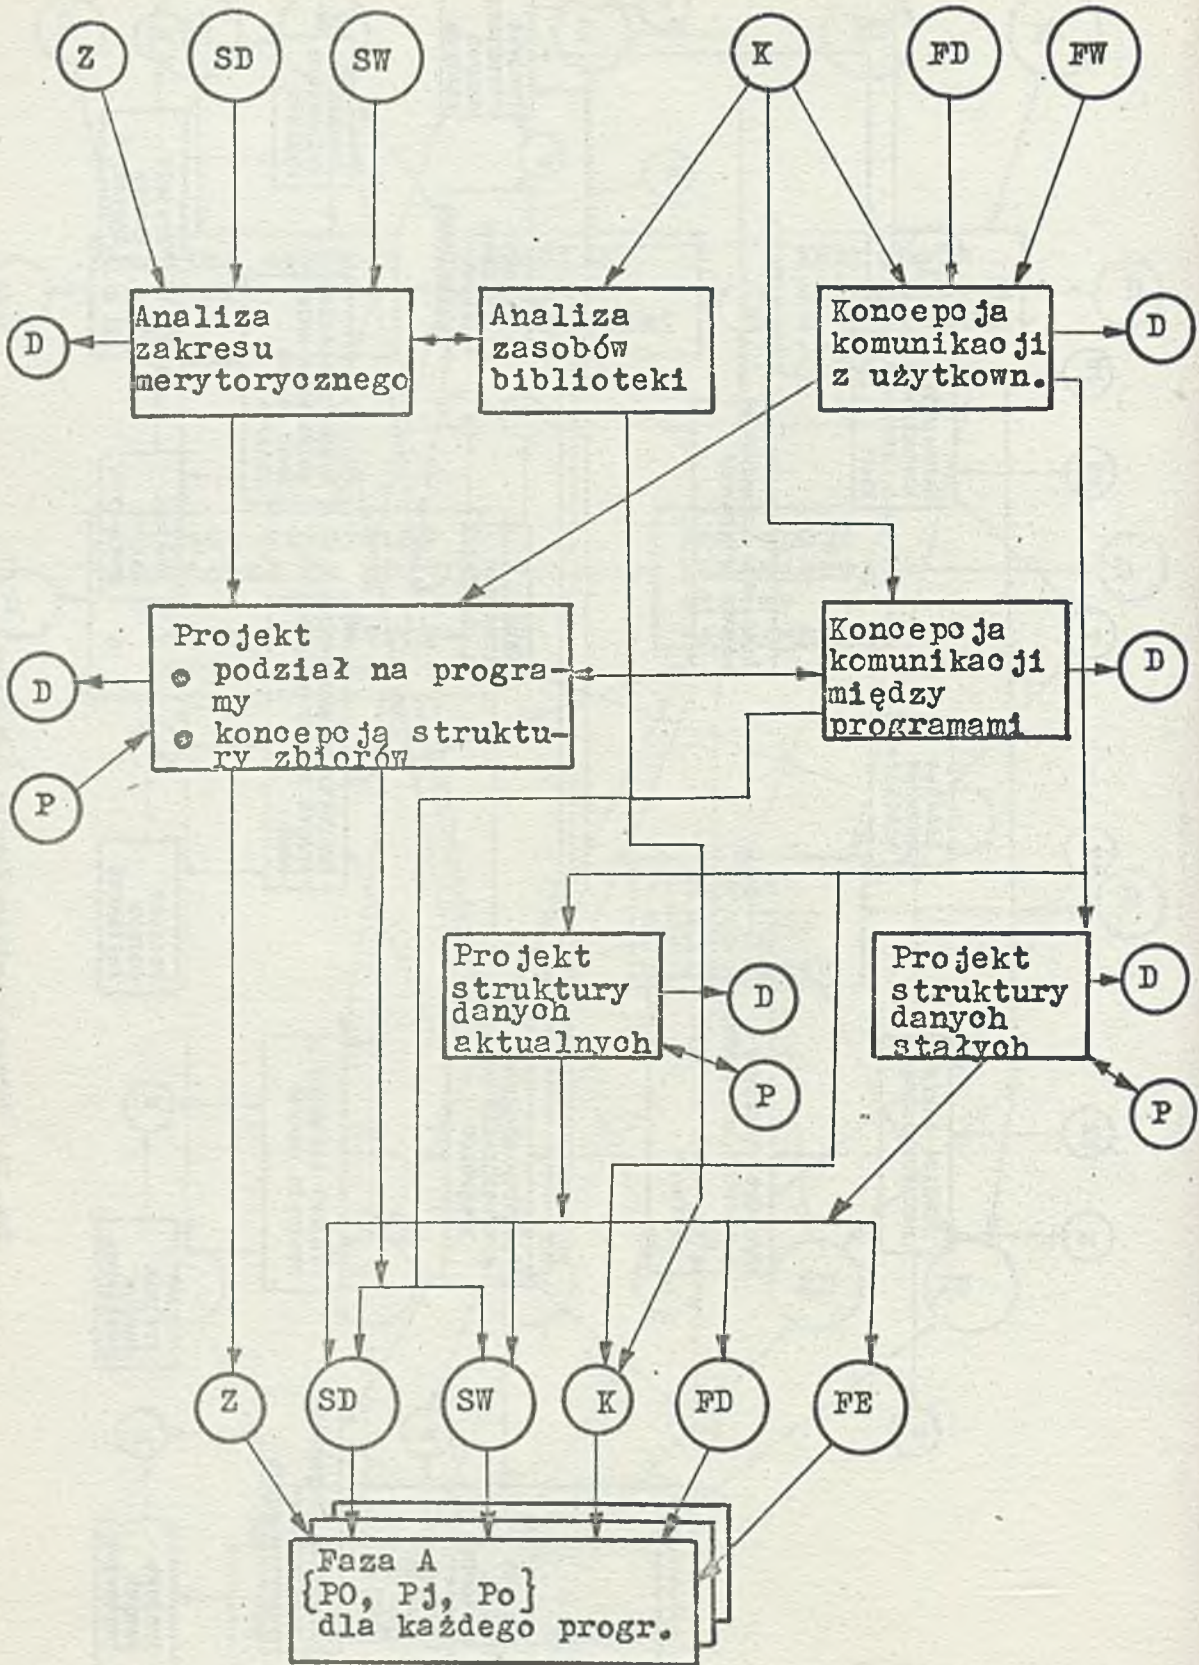 Z SD SW K FD FW
Analiza
zakresu
merytorycznego
Analiza
zasobów
biblioteki
Koncepcja
komunikacji
z użytkown.
D
D
Projekt
● podział na progra-
my
● koncepcja struktu-
ry zbiorów
Koncepcja
komunikacji
między
programami
D
D
P
Projekt
struktury
danych
aktualnych
D
P
Projekt
struktury
danych
stałych
D
P
Z SD SW K FD FE
Faza A
{PO, Pj, Po}
dla każdego progr.